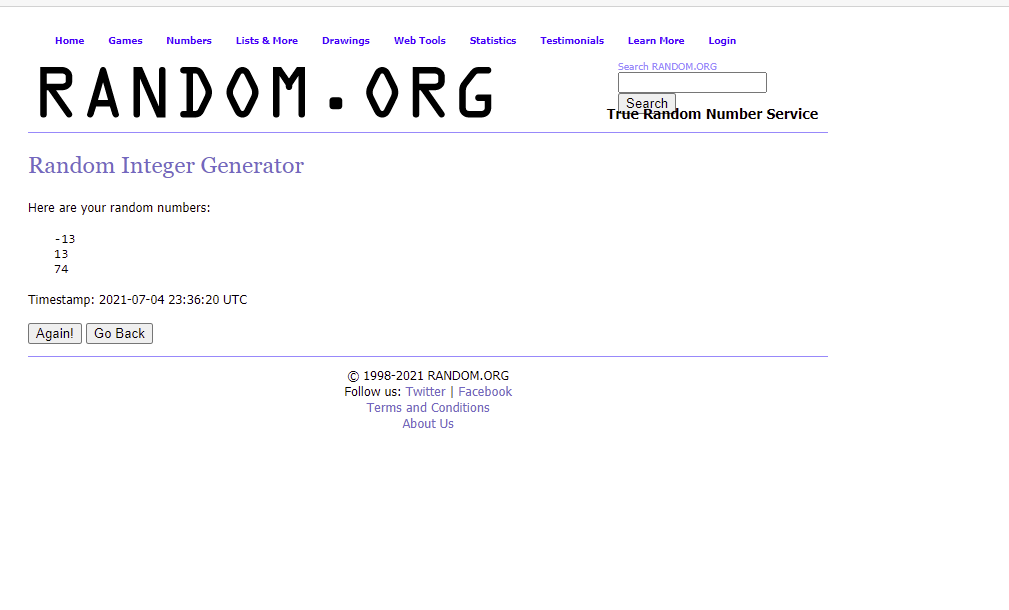 Home Games Numbers Lists & More Drawings Web Tools Statistics Testimonials Learn More Login
RANDOM.ORG
Search RANDOM.ORG
Search
True Random Number Service
Random Integer Generator
Here are your random numbers:
-13
13
74
Timestamp: 2021-07-04 23:36:20 UTC
Again! Go Back
© 1998-2021 RANDOM.ORG
Follow us: Twitter | Facebook
Terms and Conditions
About Us